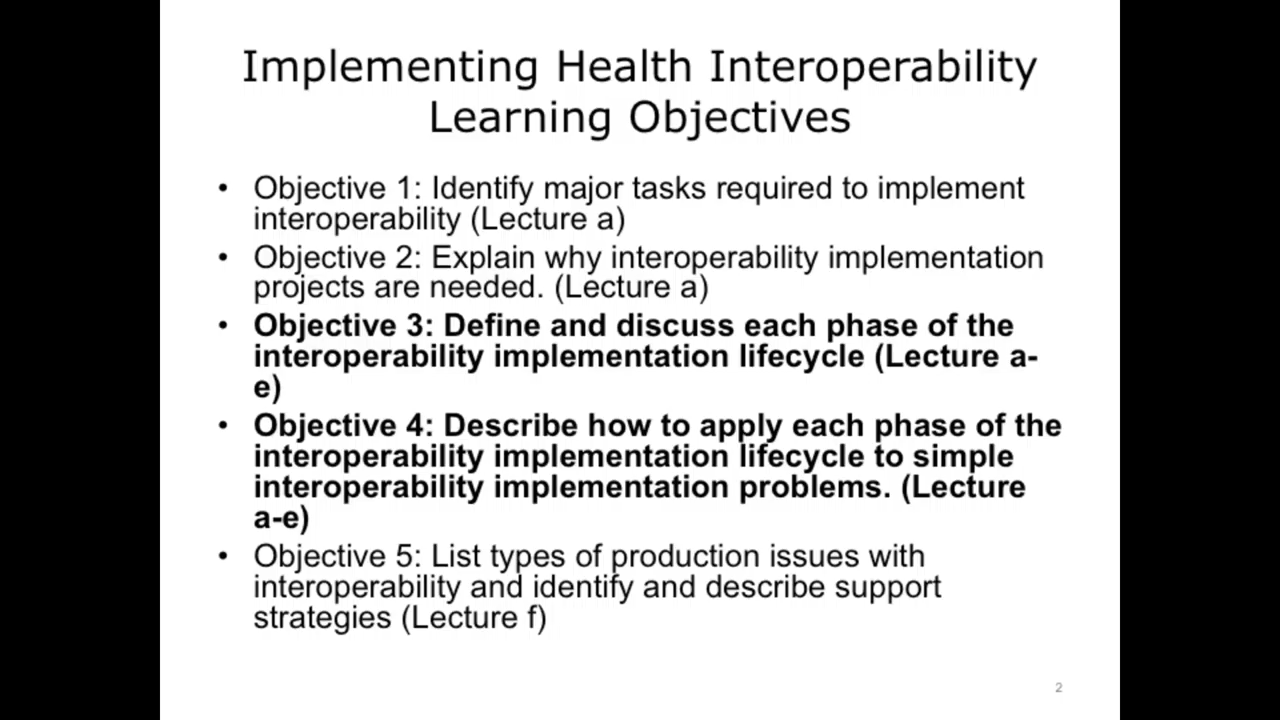 Implementing Health Interoperability
Learning Objectives
• Objective 1: Identify major tasks required to implement
interoperability (Lecture a)
• Objective 2: Explain why interoperability implementation
projects are needed. (Lecture a)
• Objective 3: Define and discuss each phase of the
interoperability implementation lifecycle (Lecture a-
e)
• Objective 4: Describe how to apply each phase of the
interoperability implementation lifecycle to simple
interoperability implementation problems. (Lecture
a-e)
• Objective 5: List types of production issues with
interoperability and identify and describe support
strategies (Lecture f)
2